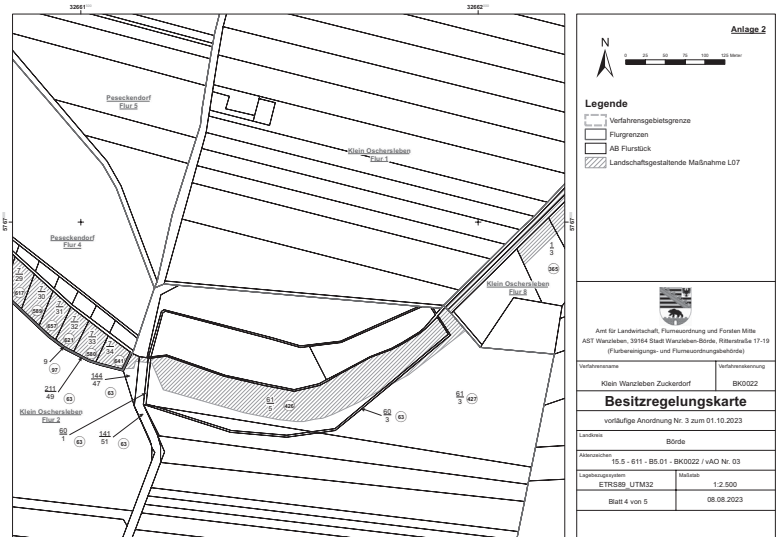 32661
32662
5767
5767
Peseckendorf
Flur 5
Klein Oschersleben
Flur 1
Peseckendorf
Flur 4
Klein Oschersleben
Flur 8
Klein Oschersleben
Flur 2
1
3
365
7
29
617
7
30
589
7
31
657
7
32
621
7
33
580
7
34
641
9
97
211
49
63
144
47
63
60
1
63
141
51
63
61
5
426
60
3
63
61
3
427
Anlage 2
N
0 25 50 75 100 125 Meter
Legende
Verfahrensgebietsgrenze
Flurgrenzen
AB Flurstück
Landschaftsgestaltende Maßnahme L07
Amt für Landwirtschaft, Flurneuordnung und Forsten Mitte
AST Wanzleben, 39164 Stadt Wanzleben-Börde, Ritterstraße 17-19
(Flurbereinigungs- und Flurneuordnungsbehörde)
Verfahrensname
Verfahrenskennung
Klein Wanzleben Zuckerdorf
BK0022
Besitzregelungskarte
vorläufige Anordnung Nr. 3 zum 01.10.2023
Landkreis
Börde
Aktenzeichen
15.5 - 611 - B5.01 - BK0022 / vAO Nr. 03
Lagebezugssystem
ETRS89_UTM32
Maßstab
1:2.500
Blatt 4 von 5
08.08.2023